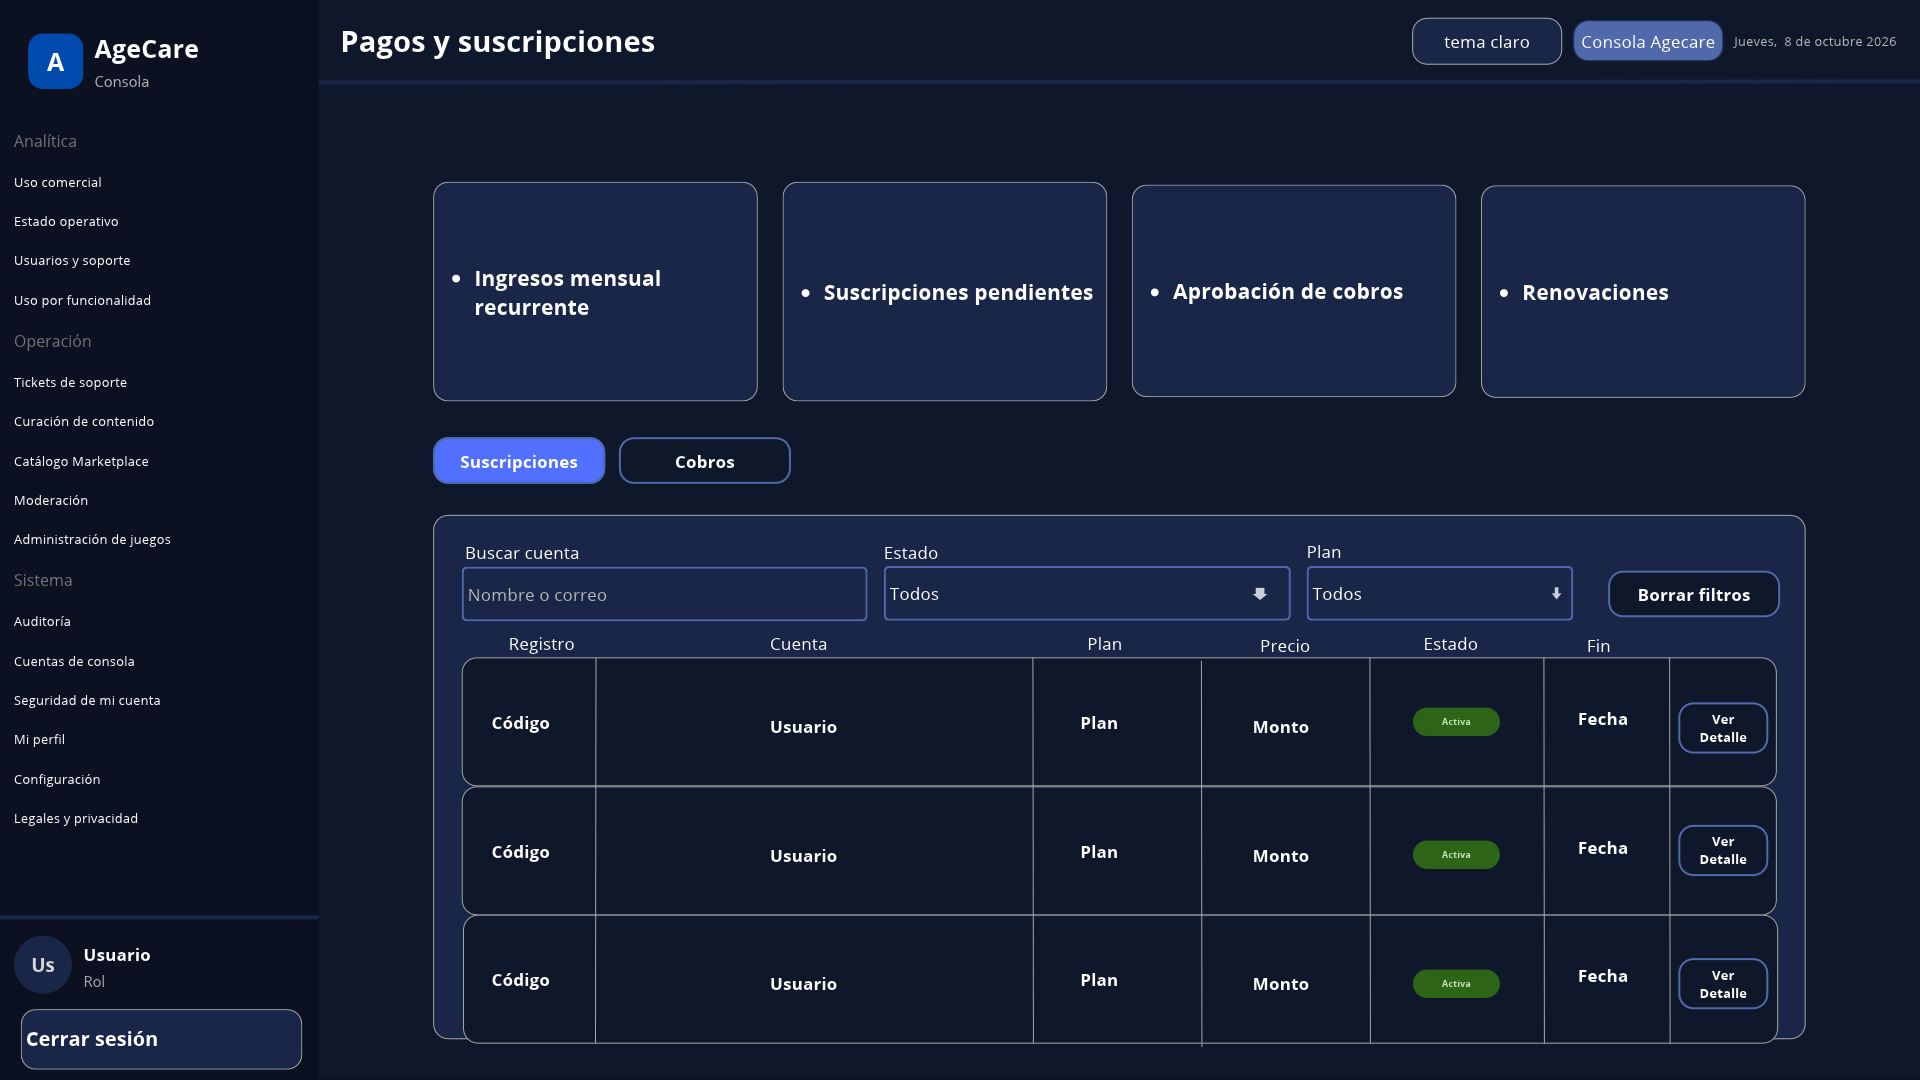 A
AgeCare
Consola
Analítica
Uso comercial
Estado operativo
Usuarios y soporte
Uso por funcionalidad
Operación
Tickets de soporte
Curación de contenido
Catálogo Marketplace
Moderación
Administración de juegos
Sistema
Auditoría
Cuentas de consola
Seguridad de mi cuenta
Mi perfil
Configuración
Legales y privacidad
Us
Usuario
Rol
Cerrar sesión
Pagos y suscripciones
tema claro
Consola Agecare
Jueves, 8 de octubre 2026
• Ingresos mensual
recurrente
• Suscripciones pendientes
• Aprobación de cobros
• Renovaciones
Suscripciones
Cobros
Buscar cuenta
Nombre o correo
Estado
Todos
Plan
Todos
Borrar filtros
Registro Cuenta Plan Precio Estado Fin
Código Usuario Plan Monto Activa Fecha
Ver
Detalle
Código Usuario Plan Monto Activa Fecha
Ver
Detalle
Código Usuario Plan Monto Activa Fecha
Ver
Detalle